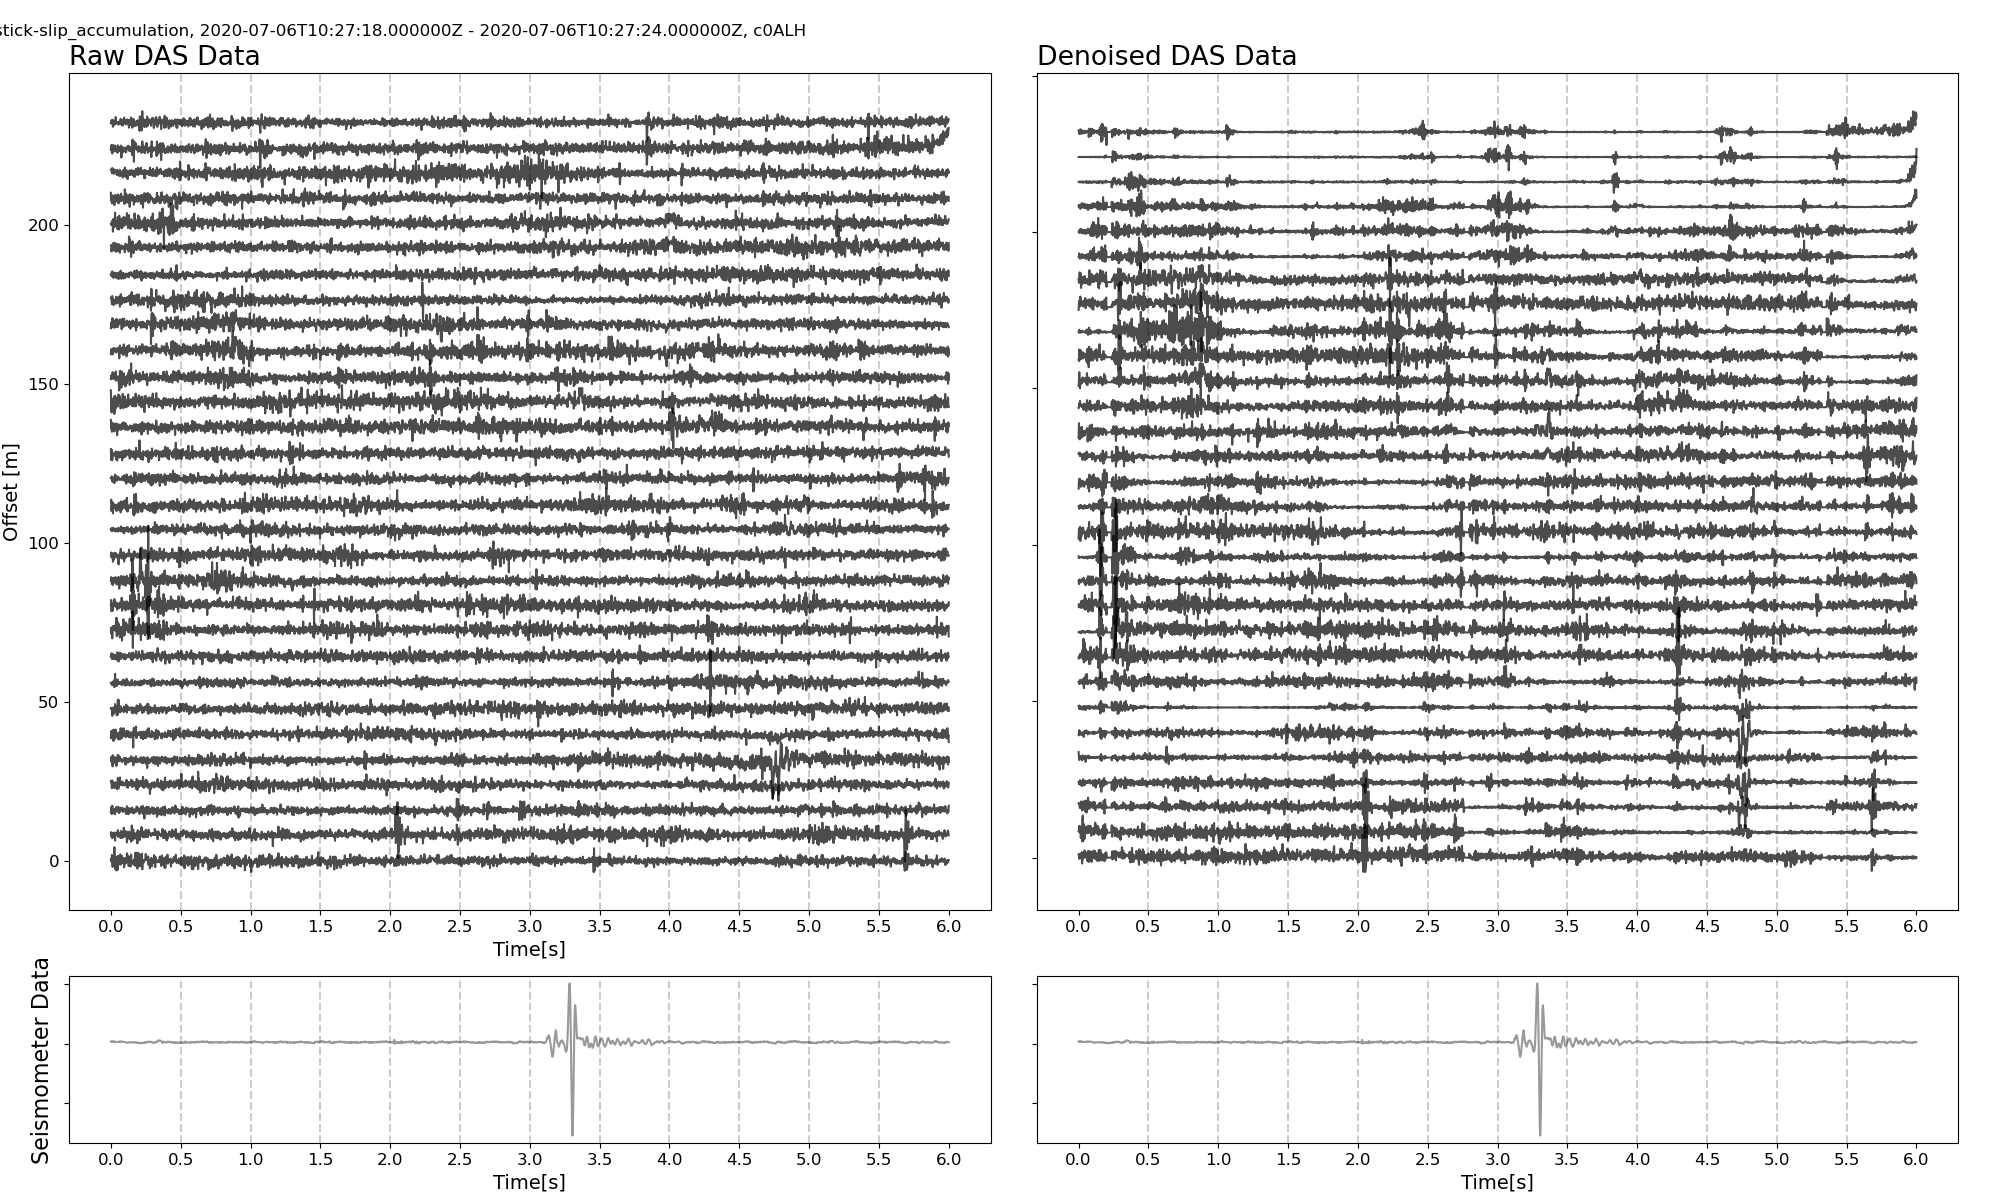 stick-slip_accumulation, 2020-07-06T10:27:18.000000Z - 2020-07-06T10:27:24.000000Z, c0ALH
Raw DAS Data
Denoised DAS Data
Offset [m]
200
150
100
50
0
0.0 0.5 1.0 1.5 2.0 2.5 3.0 3.5 4.0 4.5 5.0 5.5 6.0
Time[s]
0.0 0.5 1.0 1.5 2.0 2.5 3.0 3.5 4.0 4.5 5.0 5.5 6.0
Seismometer Data
0.0 0.5 1.0 1.5 2.0 2.5 3.0 3.5 4.0 4.5 5.0 5.5 6.0
Time[s]
0.0 0.5 1.0 1.5 2.0 2.5 3.0 3.5 4.0 4.5 5.0 5.5 6.0
Time[s]